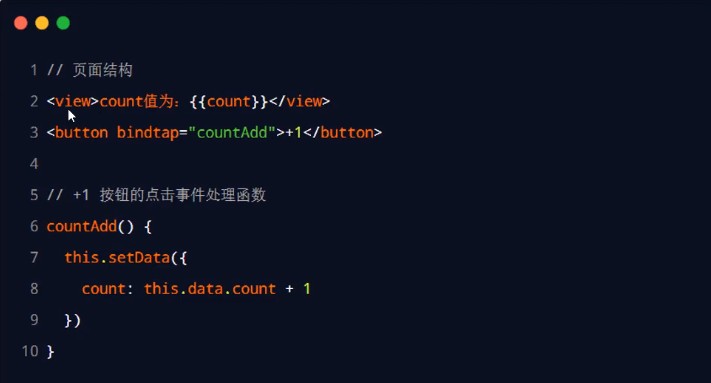 1 // 页面结构
2 <view>count值为：{{count}}</view>
3 <button bindtap="countAdd">+1</button>
4
5 // +1 按钮的点击事件处理函数
6 countAdd() {
7   this.setData({
8     count: this.data.count + 1
9   })
10 }